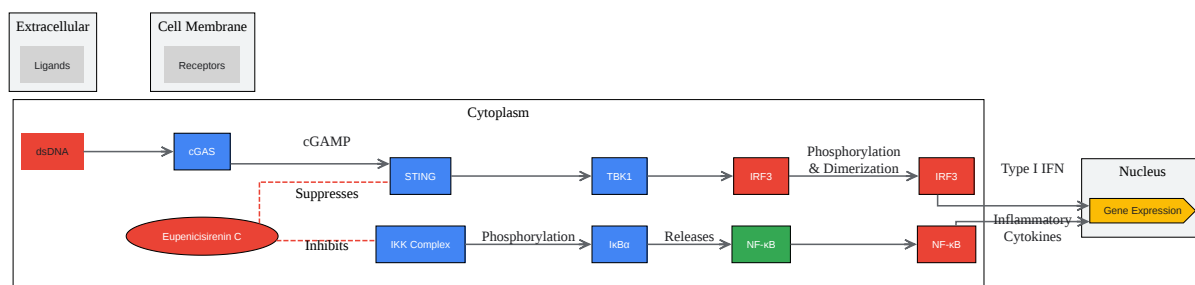 Extracellular
Ligands
Cell Membrane
Receptors
Cytoplasm
dsDNA
cGAS
cGAMP
STING
Suppresses
TBK1
IRF3
Phosphorylation
& Dimerization
IRF3
Type I IFN
Nucleus
Gene Expression
Eupenicisirenin C
Inhibits
IKK Complex
Phosphorylation
IκBα
Releases
NF-κB
NF-κB
Inflammatory
Cytokines